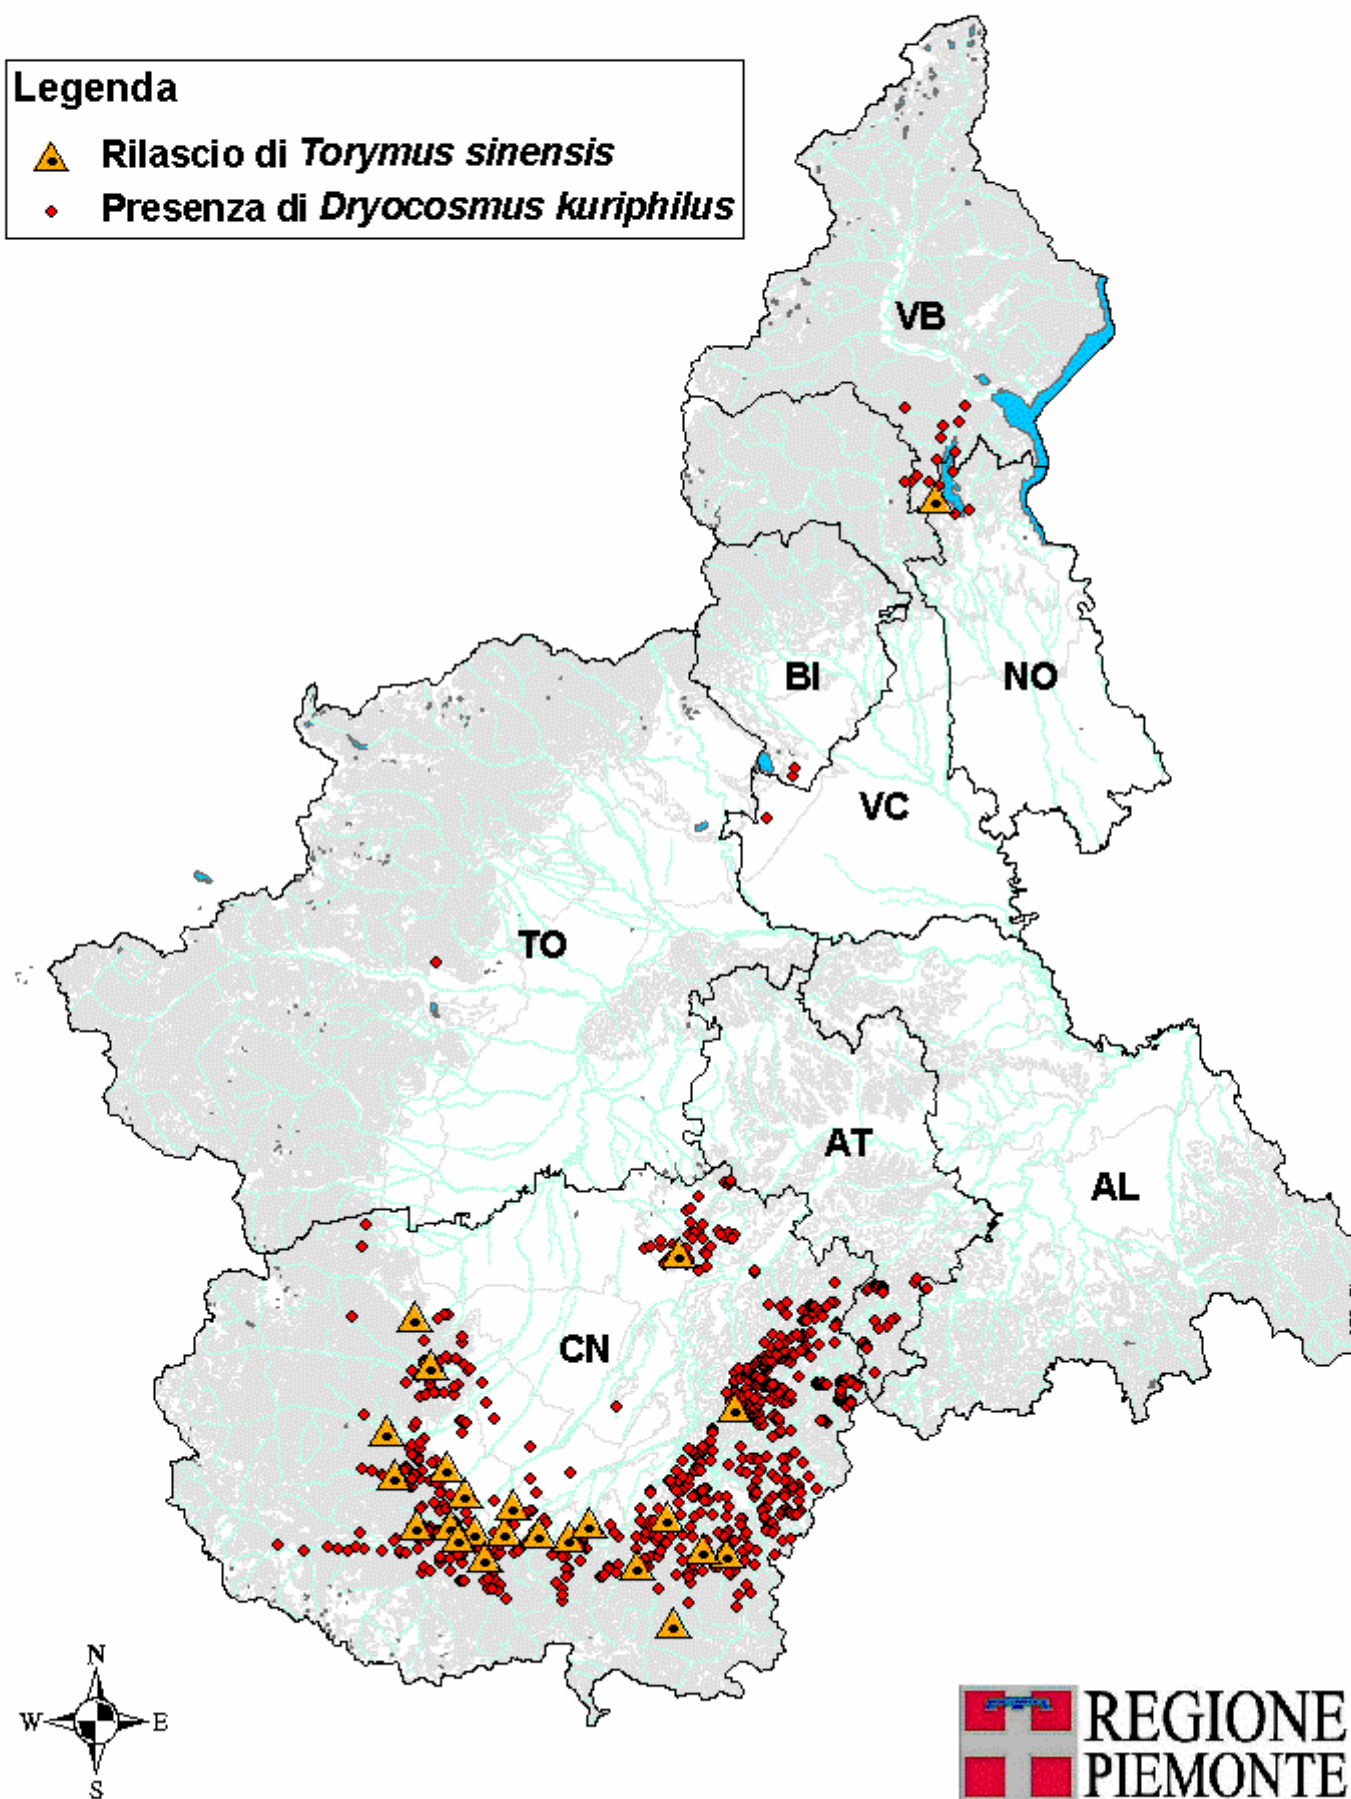 Legenda
Rilascio di Torymus sinensis
Presenza di Dryocosmus kuriphilus
VB
BI
NO
VC
TO
AT
AL
CN
N
W E
S
REGIONE
PIEMONTE